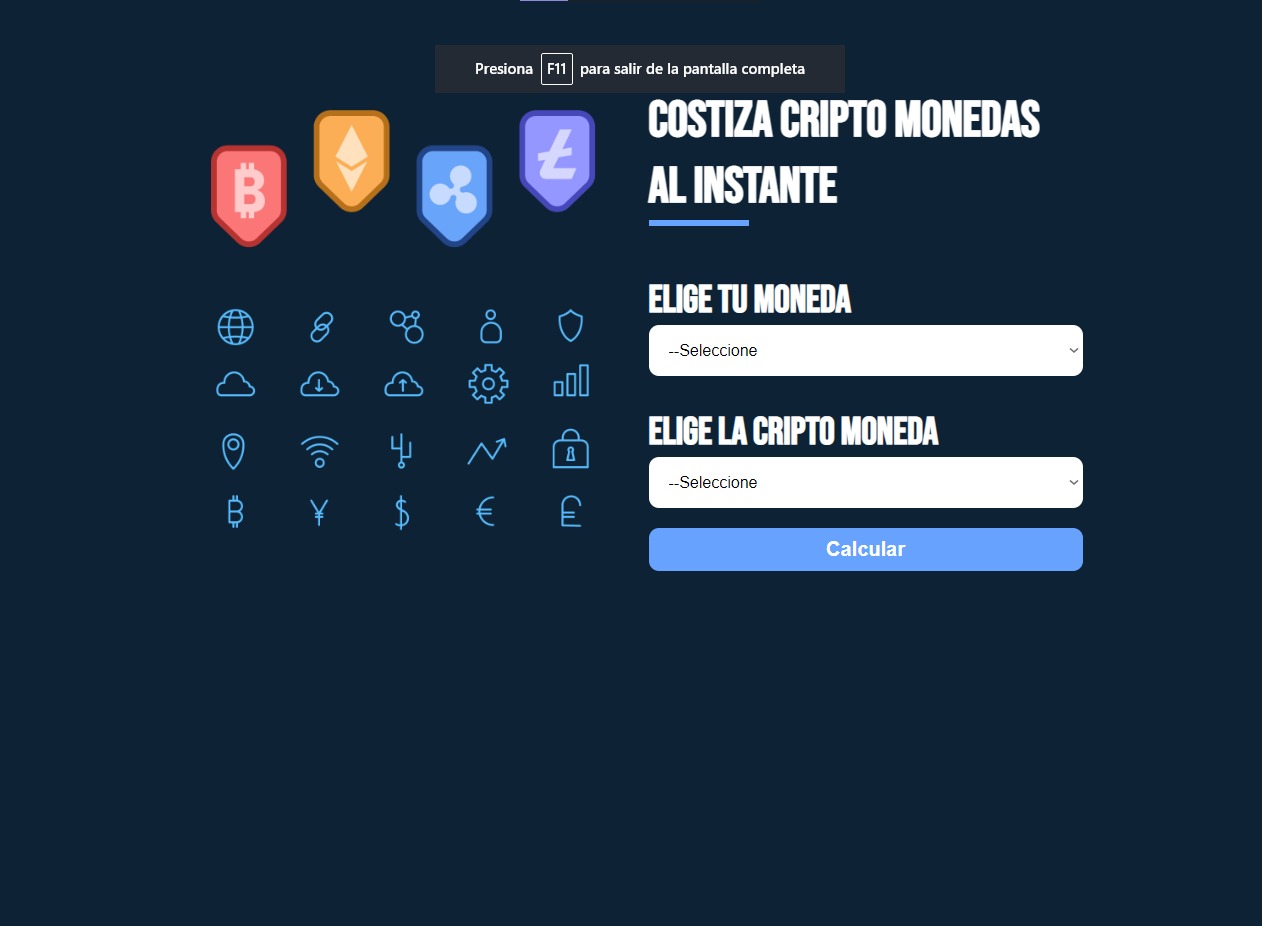 Presiona F11 para salir de la pantalla completa
COSTIZA CRIPTO MONEDAS
AL INSTANTE
ELIGE TU MONEDA
--Seleccione
ELIGE LA CRIPTO MONEDA
--Seleccione
Calcular